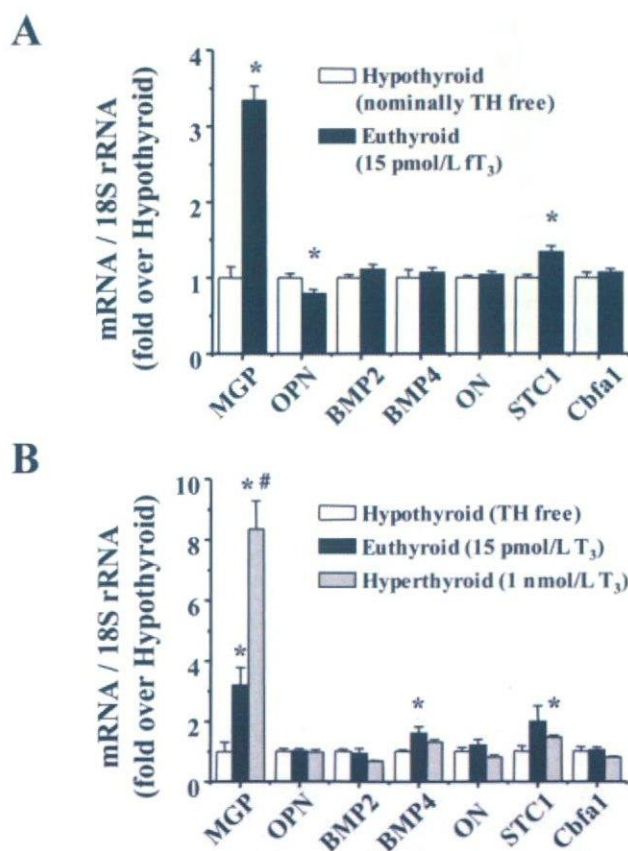 A
mRNA / 18S rRNA
(fold over Hypothyroid)
4
3
2
1
0
*
*
*
Hypothyroid
(nominally TH free)
Euthyroid
(15 pmol/L fT₃)
MGP
OPN
BMP2
BMP4
ON
STC1
Cbfa1
B
mRNA / 18S rRNA
(fold over Hypothyroid)
10
8
6
4
2
0
* #
*
*
*
Hypothyroid (TH free)
Euthyroid (15 pmol/L T₃)
Hyperthyroid (1 nmol/L T₃)
MGP
OPN
BMP2
BMP4
ON
STC1
Cbfa1